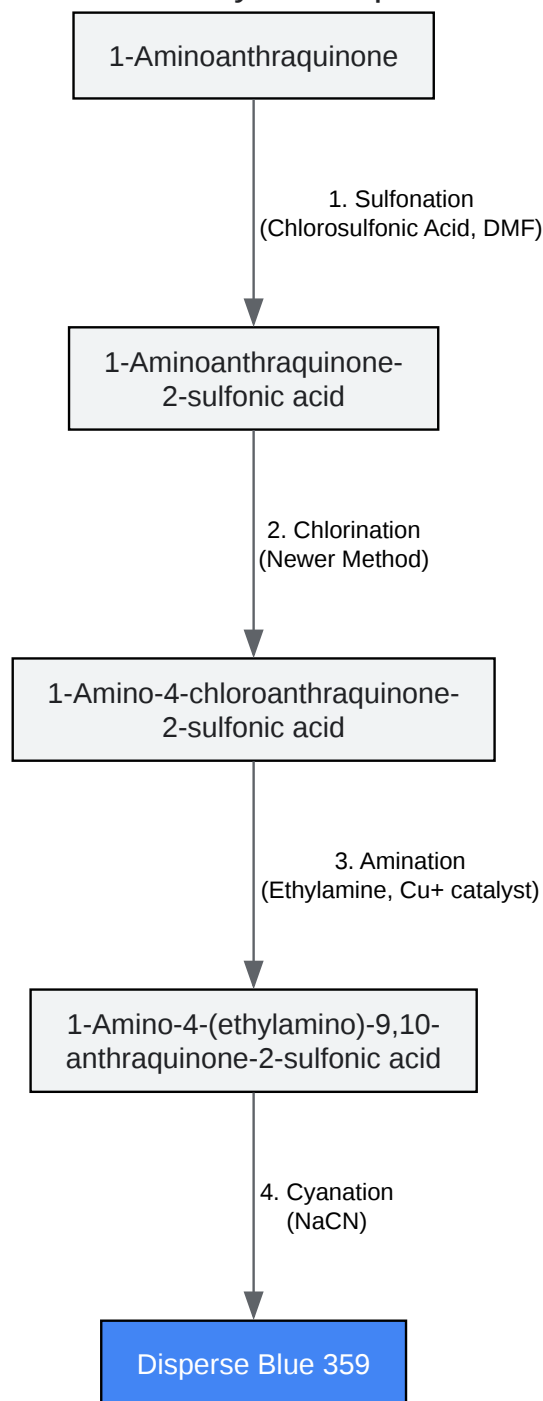 1-Aminoanthraquinone
1. Sulfonation
(Chlorosulfonic Acid, DMF)
1-Aminoanthraquinone-
2-sulfonic acid
2. Chlorination
(Newer Method)
1-Amino-4-chloroanthraquinone-
2-sulfonic acid
3. Amination
(Ethylamine, Cu+ catalyst)
1-Amino-4-(ethylamino)-9,10-
anthraquinone-2-sulfonic acid
4. Cyanation
(NaCN)
Disperse Blue 359